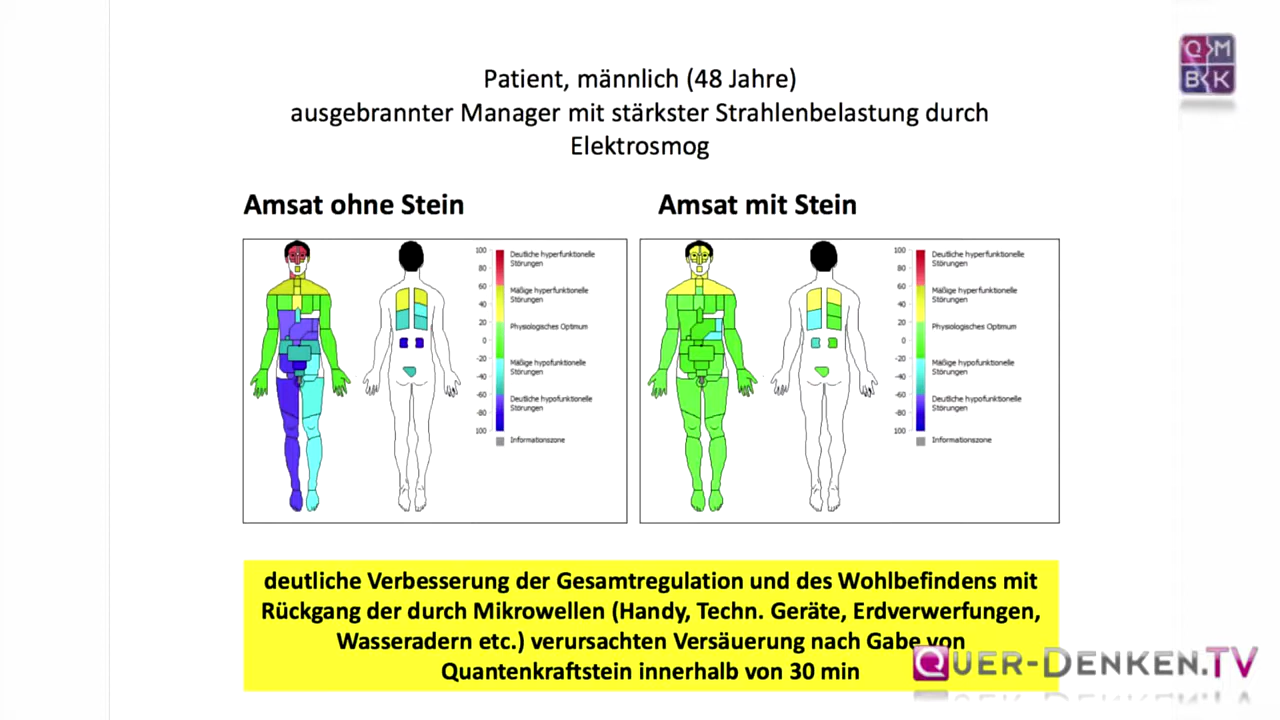 Q M
B K
Patient, männlich (48 Jahre)
ausgebrannter Manager mit stärkster Strahlenbelastung durch
Elektrosmog
Amsat ohne Stein
Amsat mit Stein
100
Deutliche hyperfunktionelle
Störungen
80
60
Mäßige hyperfunktionelle
Störungen
40
20
Physiologisches Optimum
0
-20
Mäßige hypofunktionelle
Störungen
-40
-60
Deutliche hypofunktionelle
Störungen
-80
100
Informationszone
100
Deutliche hyperfunktionelle
Störungen
80
60
Mäßige hyperfunktionelle
Störungen
40
20
Physiologisches Optimum
0
-20
Mäßige hypofunktionelle
Störungen
-40
-60
Deutliche hypofunktionelle
Störungen
-80
100
Informationszone
deutliche Verbesserung der Gesamtregulation und des Wohlbefindens mit
Rückgang der durch Mikrowellen (Handy, Techn. Geräte, Erdverwerfungen,
Wasseradern etc.) verursachten Versäuerung nach Gabe von
Quantenkraftstein innerhalb von 30 min
QUER-DENKEN.TV